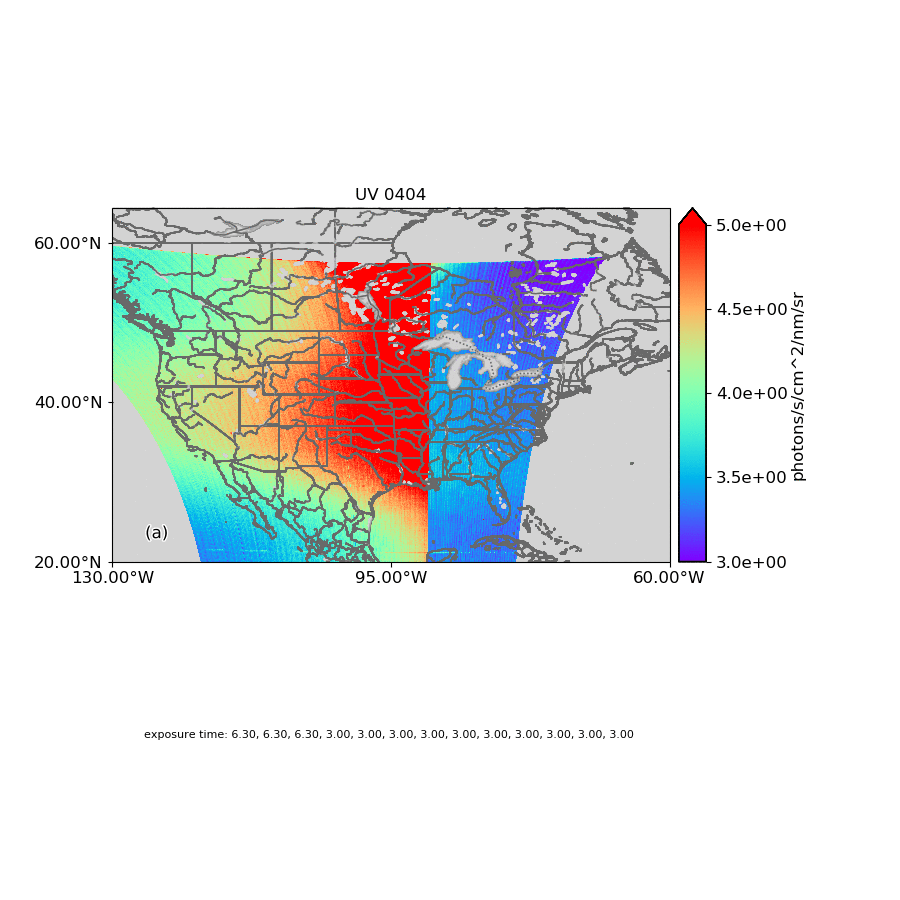 UV 0404
60.00°N
40.00°N
20.00°N
130.00°W
95.00°W
60.00°W
(a)
5.0e+00
4.5e+00
4.0e+00
3.5e+00
3.0e+00
photons/s/cm^2/nm/sr
exposure time: 6.30, 6.30, 6.30, 3.00, 3.00, 3.00, 3.00, 3.00, 3.00, 3.00, 3.00, 3.00, 3.00